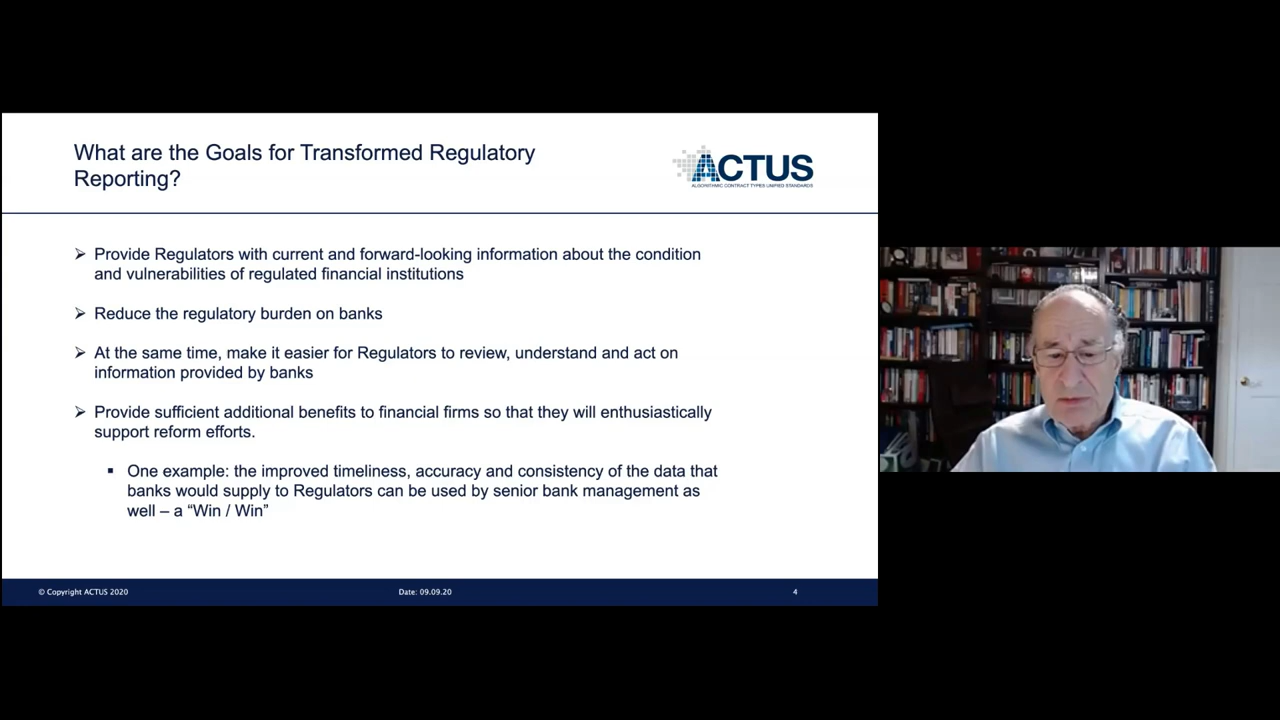 What are the Goals for Transformed Regulatory
Reporting?
ACTUS
ALGORITHMIC CONTRACT TYPES UNIFIED STANDARDS
➢ Provide Regulators with current and forward-looking information about the condition
and vulnerabilities of regulated financial institutions
➢ Reduce the regulatory burden on banks
➢ At the same time, make it easier for Regulators to review, understand and act on
information provided by banks
➢ Provide sufficient additional benefits to financial firms so that they will enthusiastically
support reform efforts.
▪ One example: the improved timeliness, accuracy and consistency of the data that
banks would supply to Regulators can be used by senior bank management as
well – a “Win / Win”
© Copyright ACTUS 2020
Date: 09.09.20
4